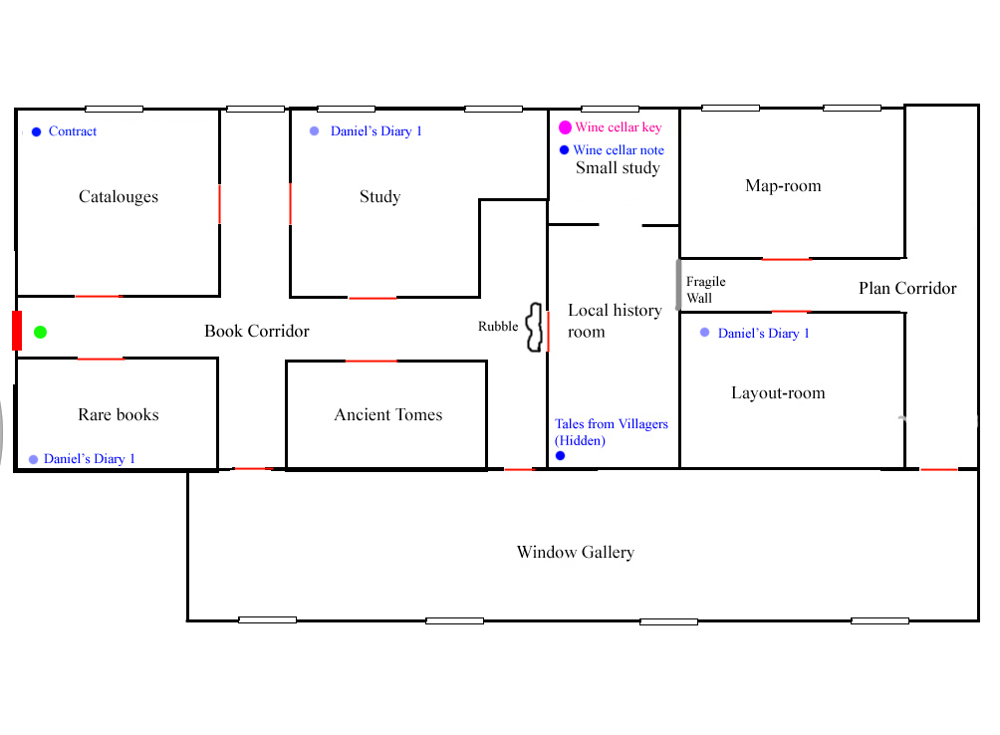 Contract
Daniel's Diary 1
Wine cellar key
Wine cellar note
Small study
Catalouges
Study
Map-room
Fragile
Wall
Plan Corridor
Local history
room
Book Corridor
Rubble
Daniel's Diary 1
Layout-room
Rare books
Ancient Tomes
Tales from Villagers
(Hidden)
Daniel's Diary 1
Window Gallery